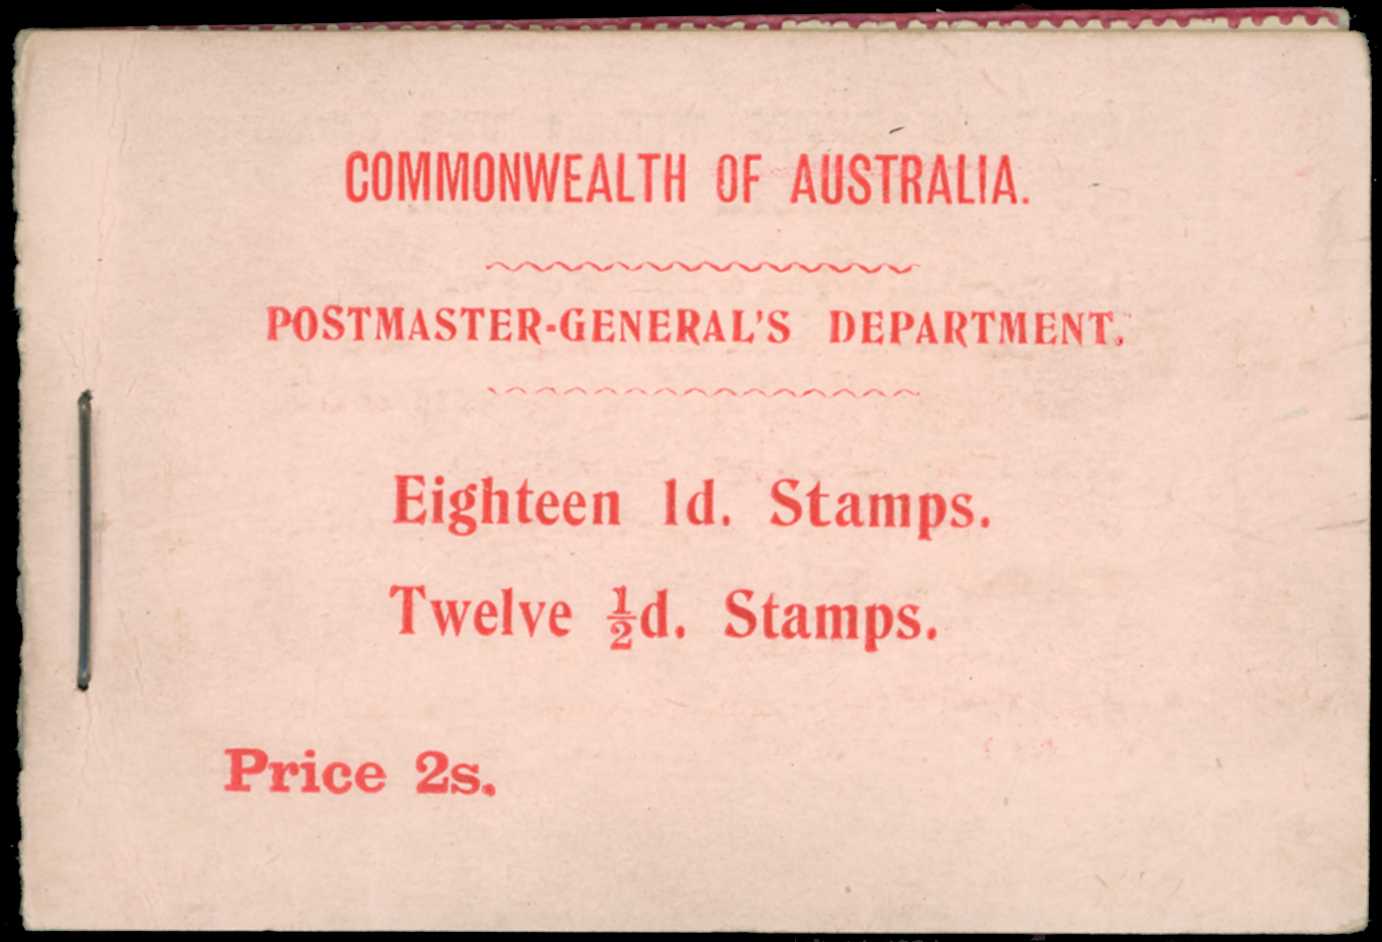 COMMONWEALTH OF AUSTRALIA.
POSTMASTER-GENERAL'S DEPARTMENT.
Eighteen 1d. Stamps.
Twelve ½d. Stamps.
Price 2s.